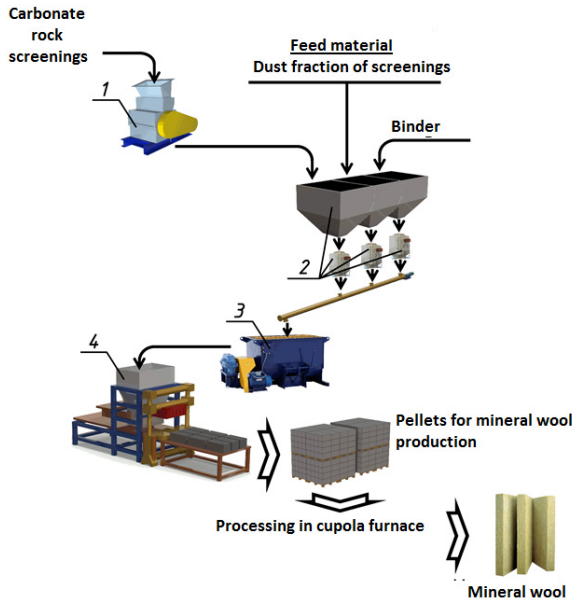 Carbonate
rock
screenings
Feed material
Dust fraction of screenings
Binder
1
2
3
4
Pellets for mineral wool
production
Processing in cupola furnace
Mineral wool